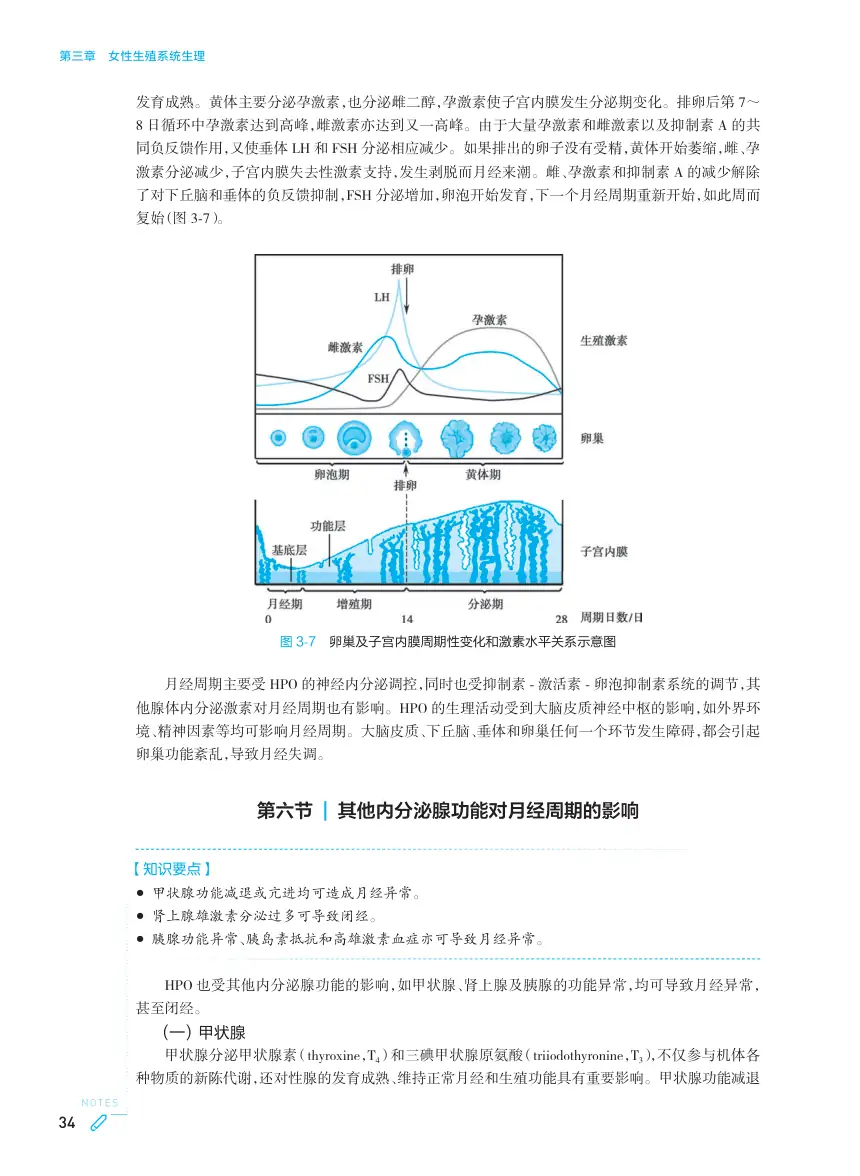 第三章 女性生殖系统生理
发育成熟。黄体主要分泌孕激素,也分泌雌二醇,孕激素使子宫内膜发生分泌期变化。排卵后第 7～
8 日循环中孕激素达到高峰,雌激素亦达到又一高峰。由于大量孕激素和雌激素以及抑制素 A 的共
同负反馈作用,又使垂体 LH 和 FSH 分泌相应减少。如果排出的卵子没有受精,黄体开始萎缩,雌、孕
激素分泌减少,子宫内膜失去性激素支持,发生剥脱而月经来潮。雌、孕激素和抑制素 A 的减少解除
了对下丘脑和垂体的负反馈抑制,FSH 分泌增加,卵泡开始发育,下一个月经周期重新开始,如此周而
复始(图 3-7)。
排卵
LH
孕激素
雌激素
生殖激素
FSH
卵巢
卵泡期
黄体期
排卵
功能层
基底层
子宫内膜
月经期 增殖期 分泌期
0 14 28 周期日数/日
图 3-7 卵巢及子宫内膜周期性变化和激素水平关系示意图
月经周期主要受 HPO 的神经内分泌调控,同时也受抑制素 - 激活素 - 卵泡抑制素系统的调节,其
他腺体内分泌激素对月经周期也有影响。HPO 的生理活动受到大脑皮质神经中枢的影响,如外界环
境、精神因素等均可影响月经周期。大脑皮质、下丘脑、垂体和卵巢任何一个环节发生障碍,都会引起
卵巢功能紊乱,导致月经失调。
第六节 | 其他内分泌腺功能对月经周期的影响
【知识要点】
● 甲状腺功能减退或亢进均可造成月经异常。
● 肾上腺雄激素分泌过多可导致闭经。
● 胰腺功能异常、胰岛素抵抗和高雄激素血症亦可导致月经异常。
HPO 也受其他内分泌腺功能的影响,如甲状腺、肾上腺及胰腺的功能异常,均可导致月经异常,
甚至闭经。
(一) 甲状腺
甲状腺分泌甲状腺素(thyroxine,T₄)和三碘甲状腺原氨酸(triiodothyronine,T₃),不仅参与机体各
种物质的新陈代谢,还对性腺的发育成熟、维持正常月经和生殖功能具有重要影响。甲状腺功能减退
NOTES
34